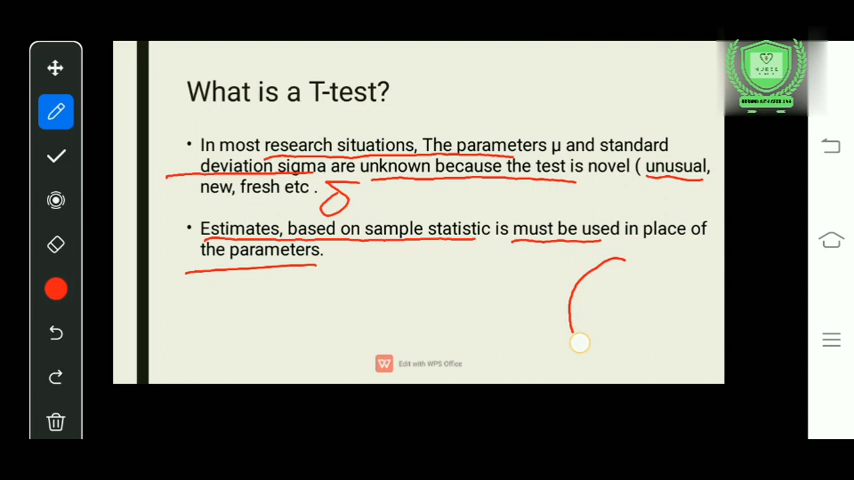 What is a T-test?
• In most research situations, The parameters µ and standard
deviation sigma are unknown because the test is novel ( unusual,
new, fresh etc .
• Estimates, based on sample statistic is must be used in place of
the parameters.
Edit with WPS Office